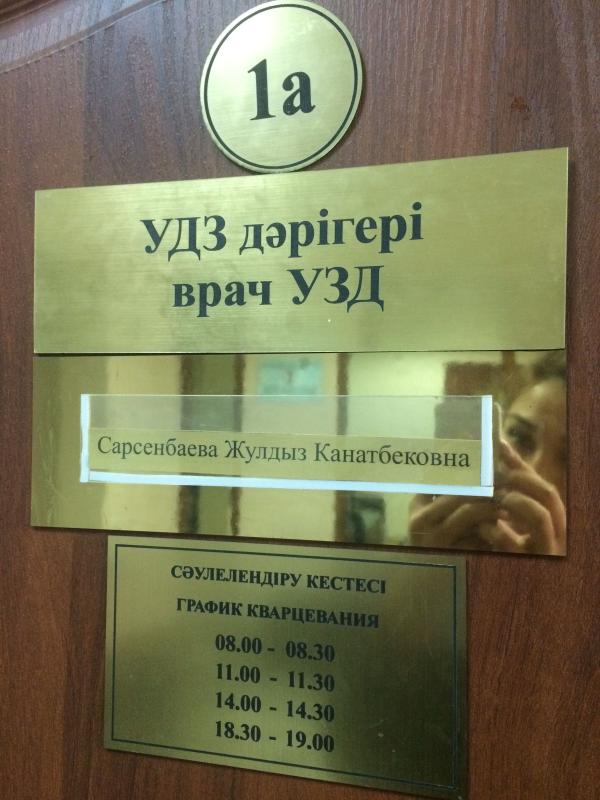 1а
УДЗ дәрігері
врач УЗД
Сарсенбаева Жулдыз Канатбековна
СӘУЛЕЛЕНДІРУ КЕСТЕСІ
ГРАФИК КВАРЦЕВАНИЯ
08.00 - 08.30
11.00 - 11.30
14.00 - 14.30
18.30 - 19.00